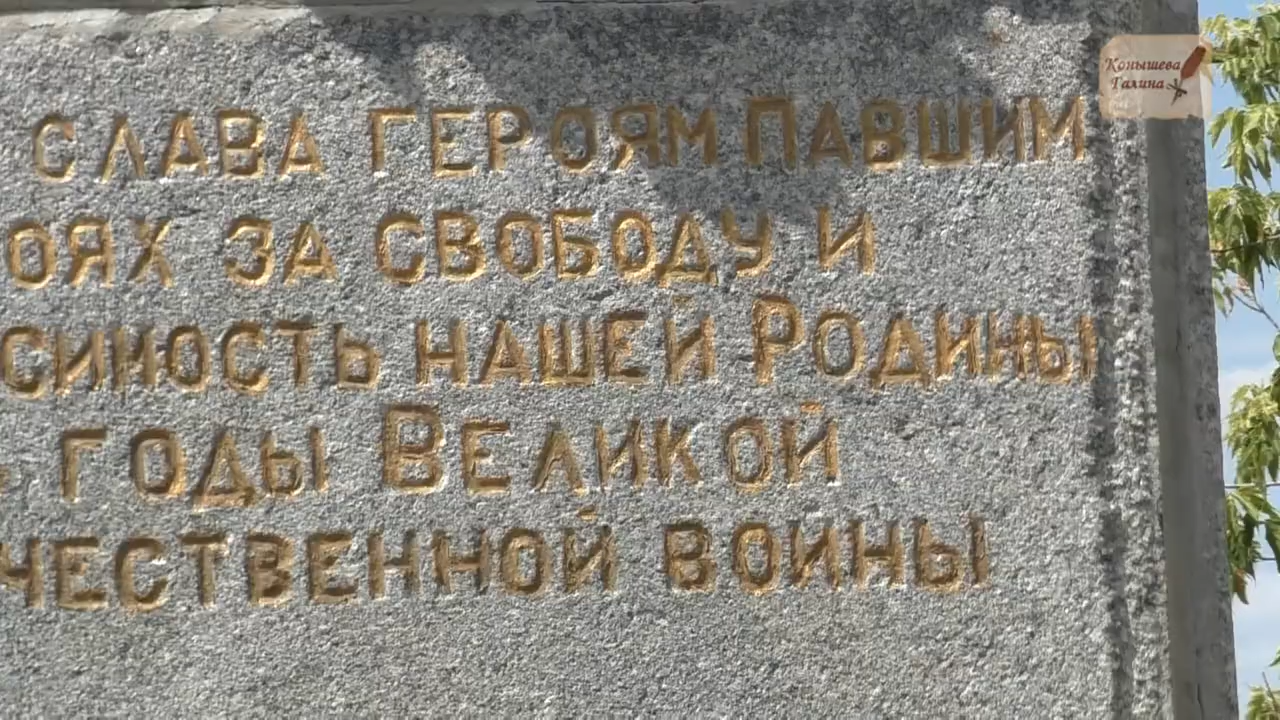 СЛАВА ГЕРОЯМ ПАВШИМ
ОЯХ ЗА СВОБОДУ И
СИМОСТЬ НАШЕЙ РОДИНЫ
ГОДЫ ВЕЛИКОЙ
ЧЕСТВЕННОЙ ВОЙНЫ
Конышева
Галина